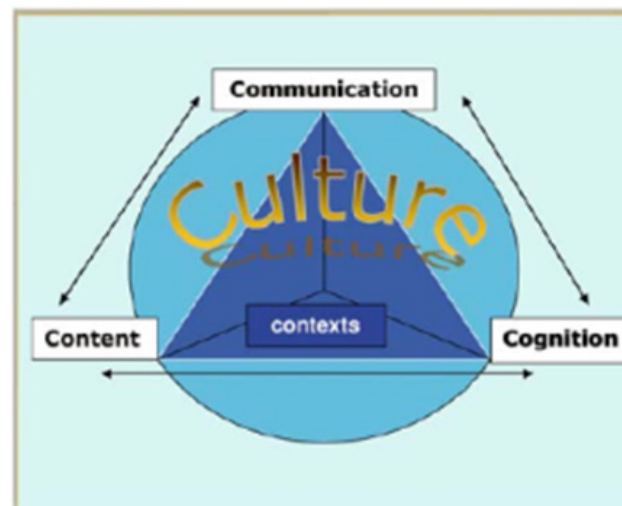 Communication
Culture
Culture
contexts
Content
Cognition